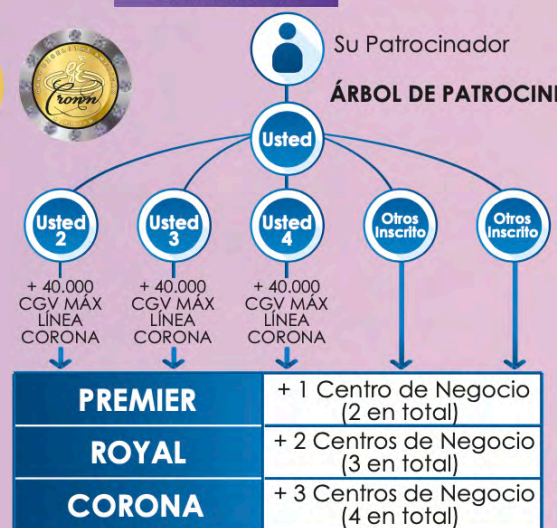 Crown
Su Patrocinador
ÁRBOL DE PATROCINI
Usted
Usted
2
Usted
3
Usted
4
Otros
Inscrito
Otros
Inscrito
+ 40.000
CGV MÁX
LÍNEA
CORONA
+ 40.000
CGV MÁX
LÍNEA
CORONA
+ 40.000
CGV MÁX
LÍNEA
CORONA
PREMIER
+ 1 Centro de Negocio
(2 en total)
ROYAL
+ 2 Centros de Negocio
(3 en total)
CORONA
+ 3 Centros de Negocio
(4 en total)